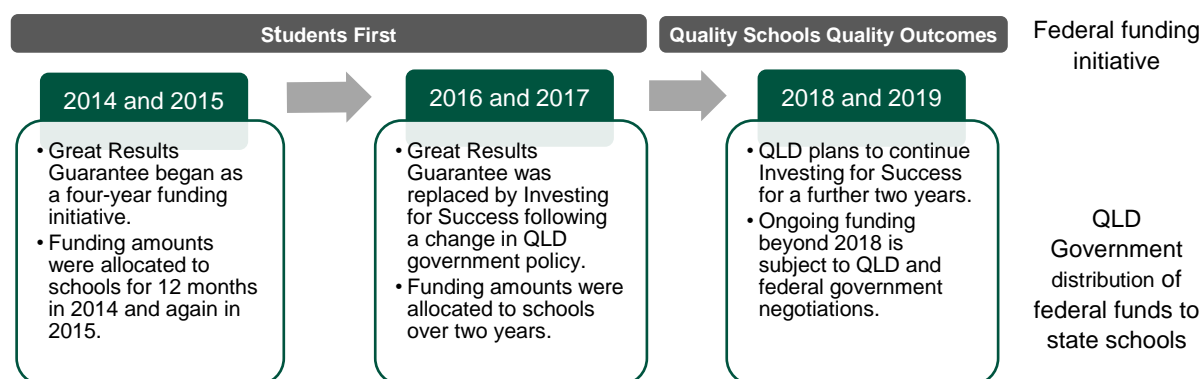 Students First
Quality Schools Quality Outcomes
Federal funding
initiative
2014 and 2015
2016 and 2017
2018 and 2019
• Great Results
Guarantee began as
a four-year funding
initiative.
• Funding amounts
were allocated to
schools for 12 months
in 2014 and again in
2015.
• Great Results
Guarantee was
replaced by Investing
for Success following
a change in QLD
government policy.
• Funding amounts were
allocated to schools
over two years.
• QLD plans to continue
Investing for Success
for a further two years.
• Ongoing funding
beyond 2018 is
subject to QLD and
federal government
negotiations.
QLD
Government
distribution of
federal funds to
state schools